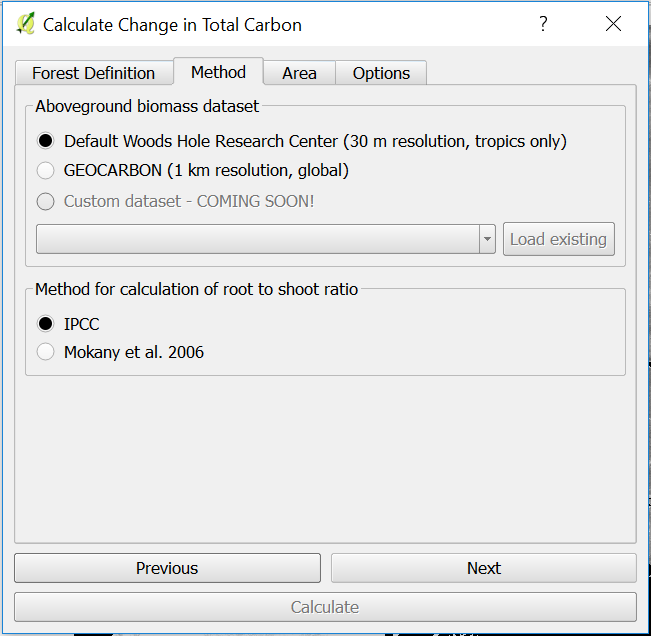 Calculate Change in Total Carbon
?
Forest Definition
Method
Area
Options
Aboveground biomass dataset
Default Woods Hole Research Center (30 m resolution, tropics only)
GEOCARBON (1 km resolution, global)
Custom dataset - COMING SOON!
Load existing
Method for calculation of root to shoot ratio
IPCC
Mokany et al. 2006
Previous
Next
Calculate